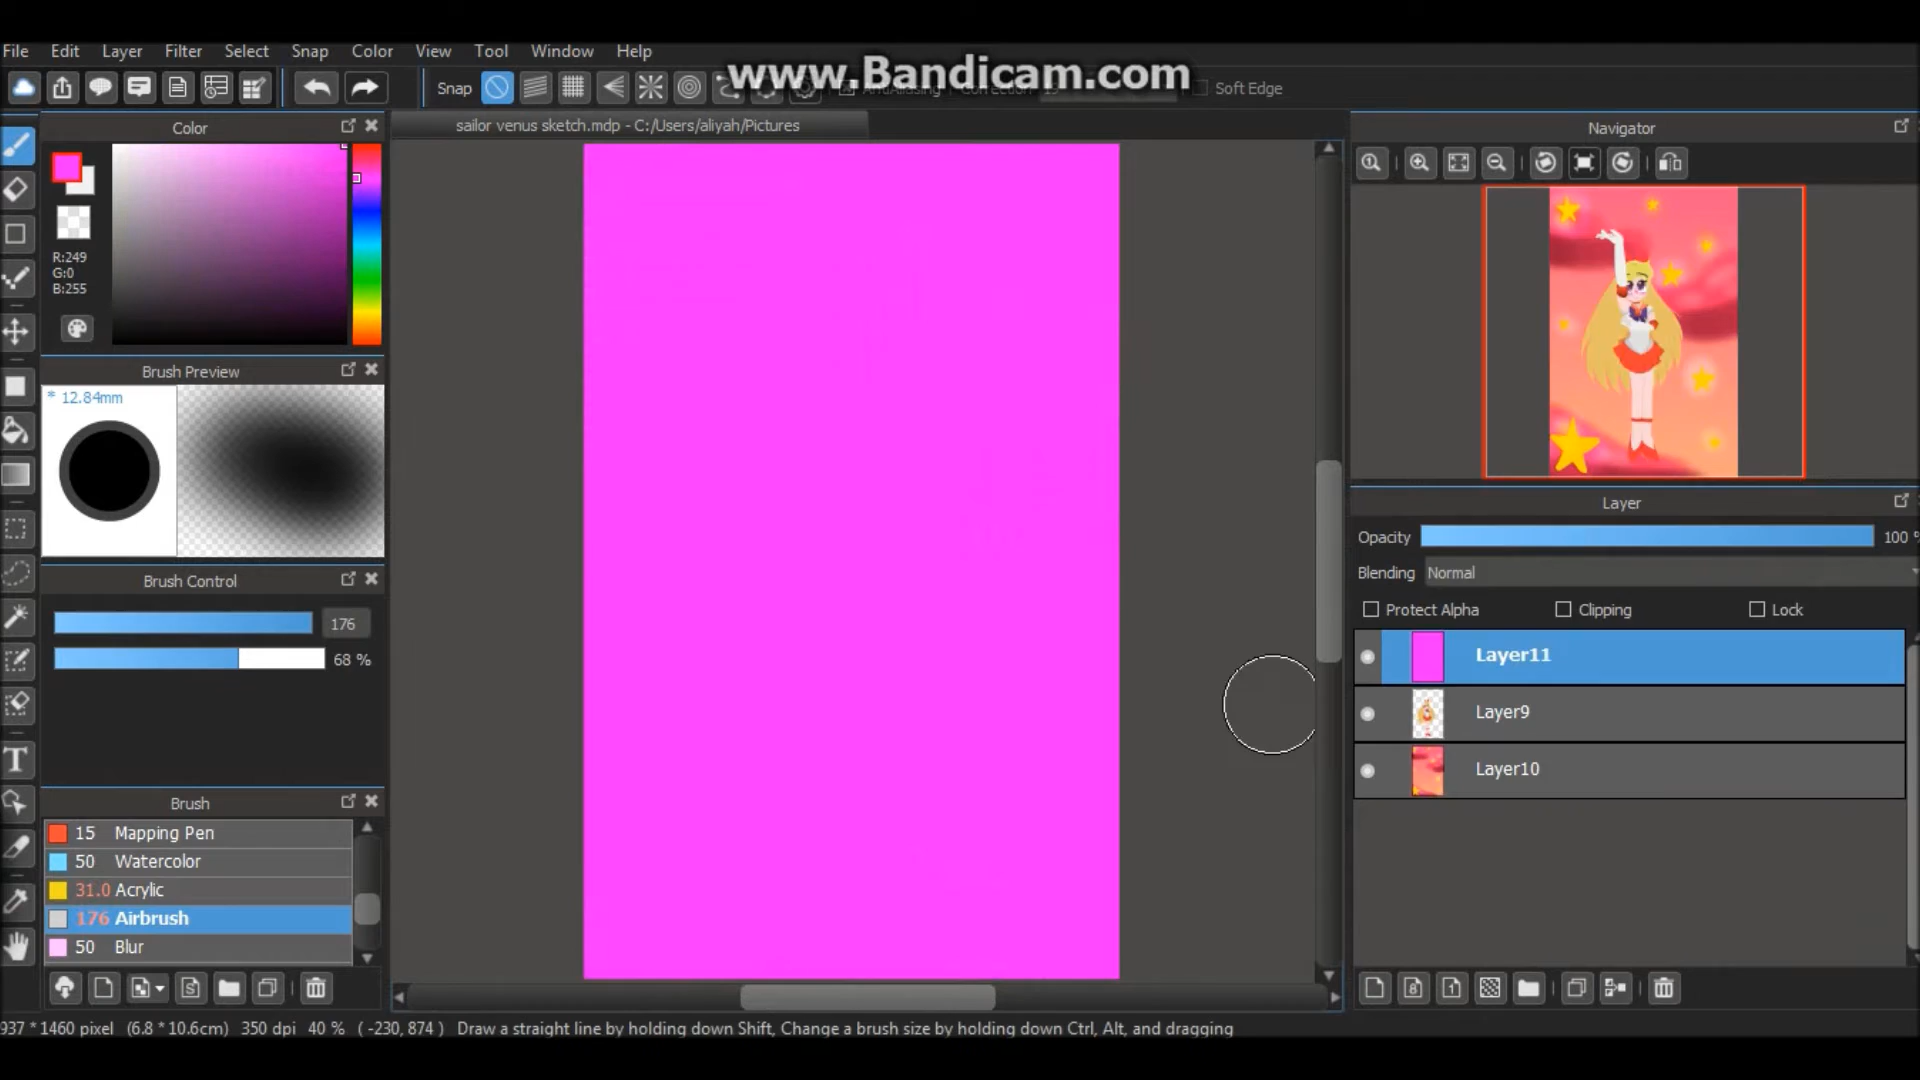 File Edit Layer Filter Select Snap Color View Tool Window Help
www.Bandicam.com
Snap AntiAliasing Correction Soft Edge
sailor venus sketch.mdp - C:/Users/aliyah/Pictures
Color
R:249
G:0
B:255
Brush Preview
* 12.84mm
Brush Control
176
68 %
Brush
15 Mapping Pen
50 Watercolor
31.0 Acrylic
176 Airbrush
50 Blur
Navigator
Layer
Opacity 100 %
Blending Normal
Protect Alpha Clipping Lock
Layer11
Layer9
Layer10
937 * 1460 pixel (6.8 * 10.6cm) 350 dpi 40 % ( -230, 874 ) Draw a straight line by holding down Shift, Change a brush size by holding down Ctrl, Alt, and dragging